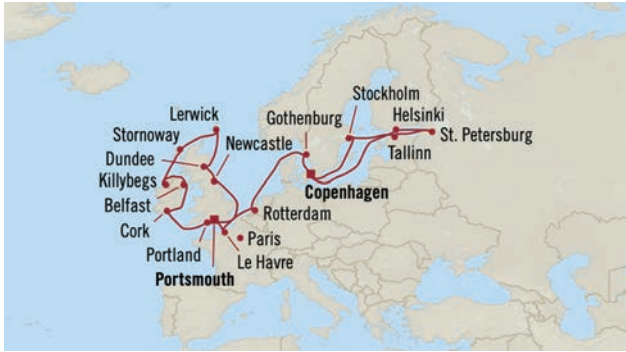 Stockholm
Lerwick
Gothenburg
Helsinki
Stornoway
St. Petersburg
Newcastle
Dundee
Tallinn
Killybegs
Copenhagen
Belfast
Rotterdam
Cork
Paris
Portland
Le Havre
Portsmouth